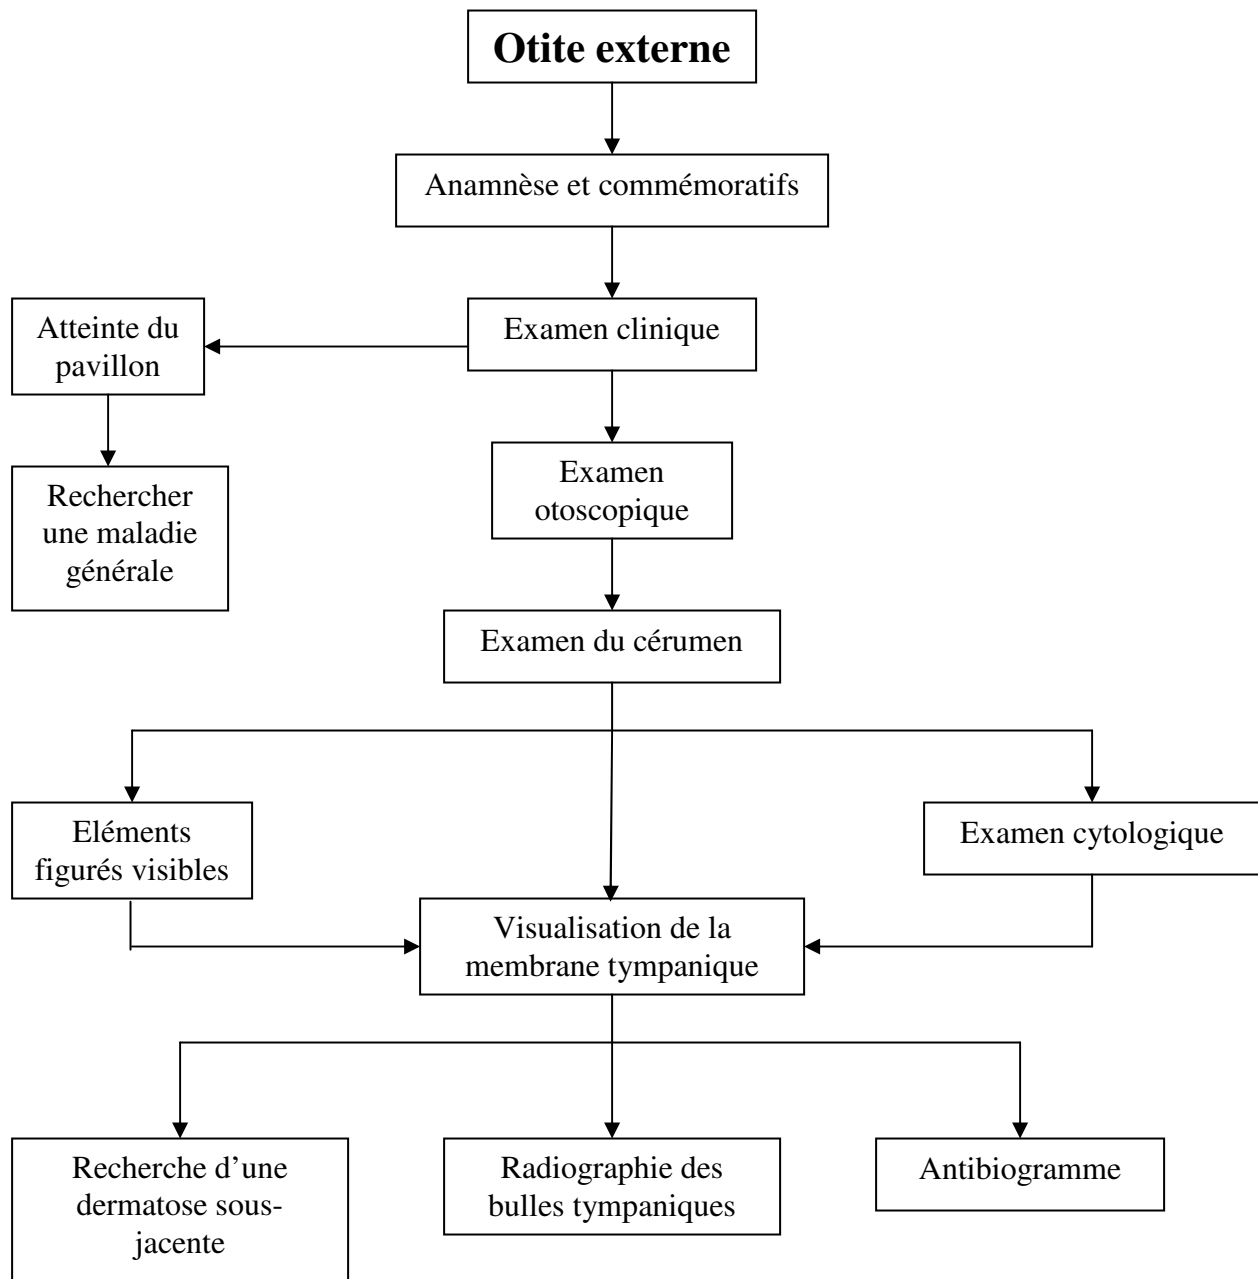 Otite externe
Anamnèse et commémoratifs
Examen clinique
Atteinte du
pavillon
Rechercher
une maladie
générale
Examen
otoscopique
Examen du cérumen
Eléments
figurés visibles
Examen cytologique
Visualisation de la
membrane tympanique
Recherche d’une
dermatose sous-
jacente
Radiographie des
bulles tympaniques
Antibiogramme